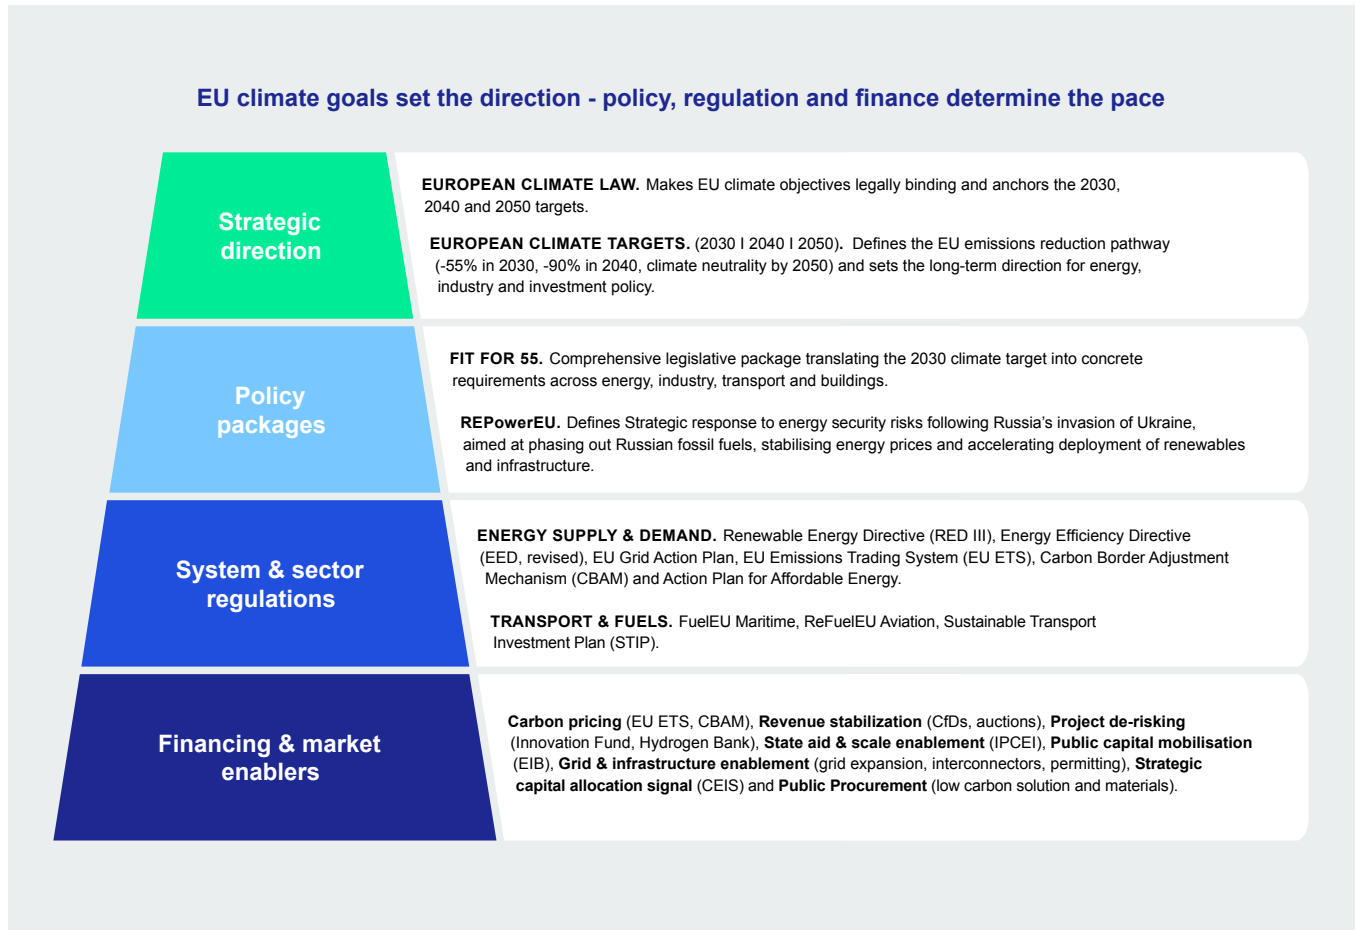 EU climate goals set the direction - policy, regulation and finance determine the pace
Strategic
direction
EUROPEAN CLIMATE LAW. Makes EU climate objectives legally binding and anchors the 2030,
2040 and 2050 targets.
EUROPEAN CLIMATE TARGETS. (2030 I 2040 I 2050). Defines the EU emissions reduction pathway
(-55% in 2030, -90% in 2040, climate neutrality by 2050) and sets the long-term direction for energy,
industry and investment policy.
Policy
packages
FIT FOR 55. Comprehensive legislative package translating the 2030 climate target into concrete
requirements across energy, industry, transport and buildings.
REPowerEU. Defines Strategic response to energy security risks following Russia’s invasion of Ukraine,
aimed at phasing out Russian fossil fuels, stabilising energy prices and accelerating deployment of renewables
and infrastructure.
System & sector
regulations
ENERGY SUPPLY & DEMAND. Renewable Energy Directive (RED III), Energy Efficiency Directive
(EED, revised), EU Grid Action Plan, EU Emissions Trading System (EU ETS), Carbon Border Adjustment
Mechanism (CBAM) and Action Plan for Affordable Energy.
TRANSPORT & FUELS. FuelEU Maritime, ReFuelEU Aviation, Sustainable Transport
Investment Plan (STIP).
Financing & market
enablers
Carbon pricing (EU ETS, CBAM), Revenue stabilization (CfDs, auctions), Project de-risking
(Innovation Fund, Hydrogen Bank), State aid & scale enablement (IPCEI), Public capital mobilisation
(EIB), Grid & infrastructure enablement (grid expansion, interconnectors, permitting), Strategic
capital allocation signal (CEIS) and Public Procurement (low carbon solution and materials).